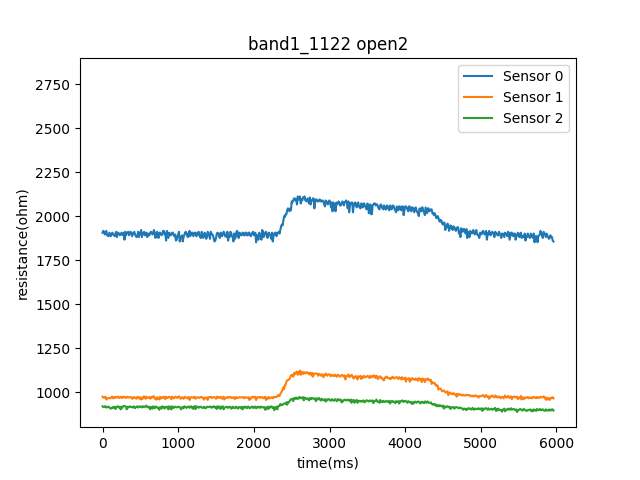 band1_1122 open2
Sensor 0
Sensor 1
Sensor 2
resistance(ohm)
2750
2500
2250
2000
1750
1500
1250
1000
0 1000 2000 3000 4000 5000 6000
time(ms)